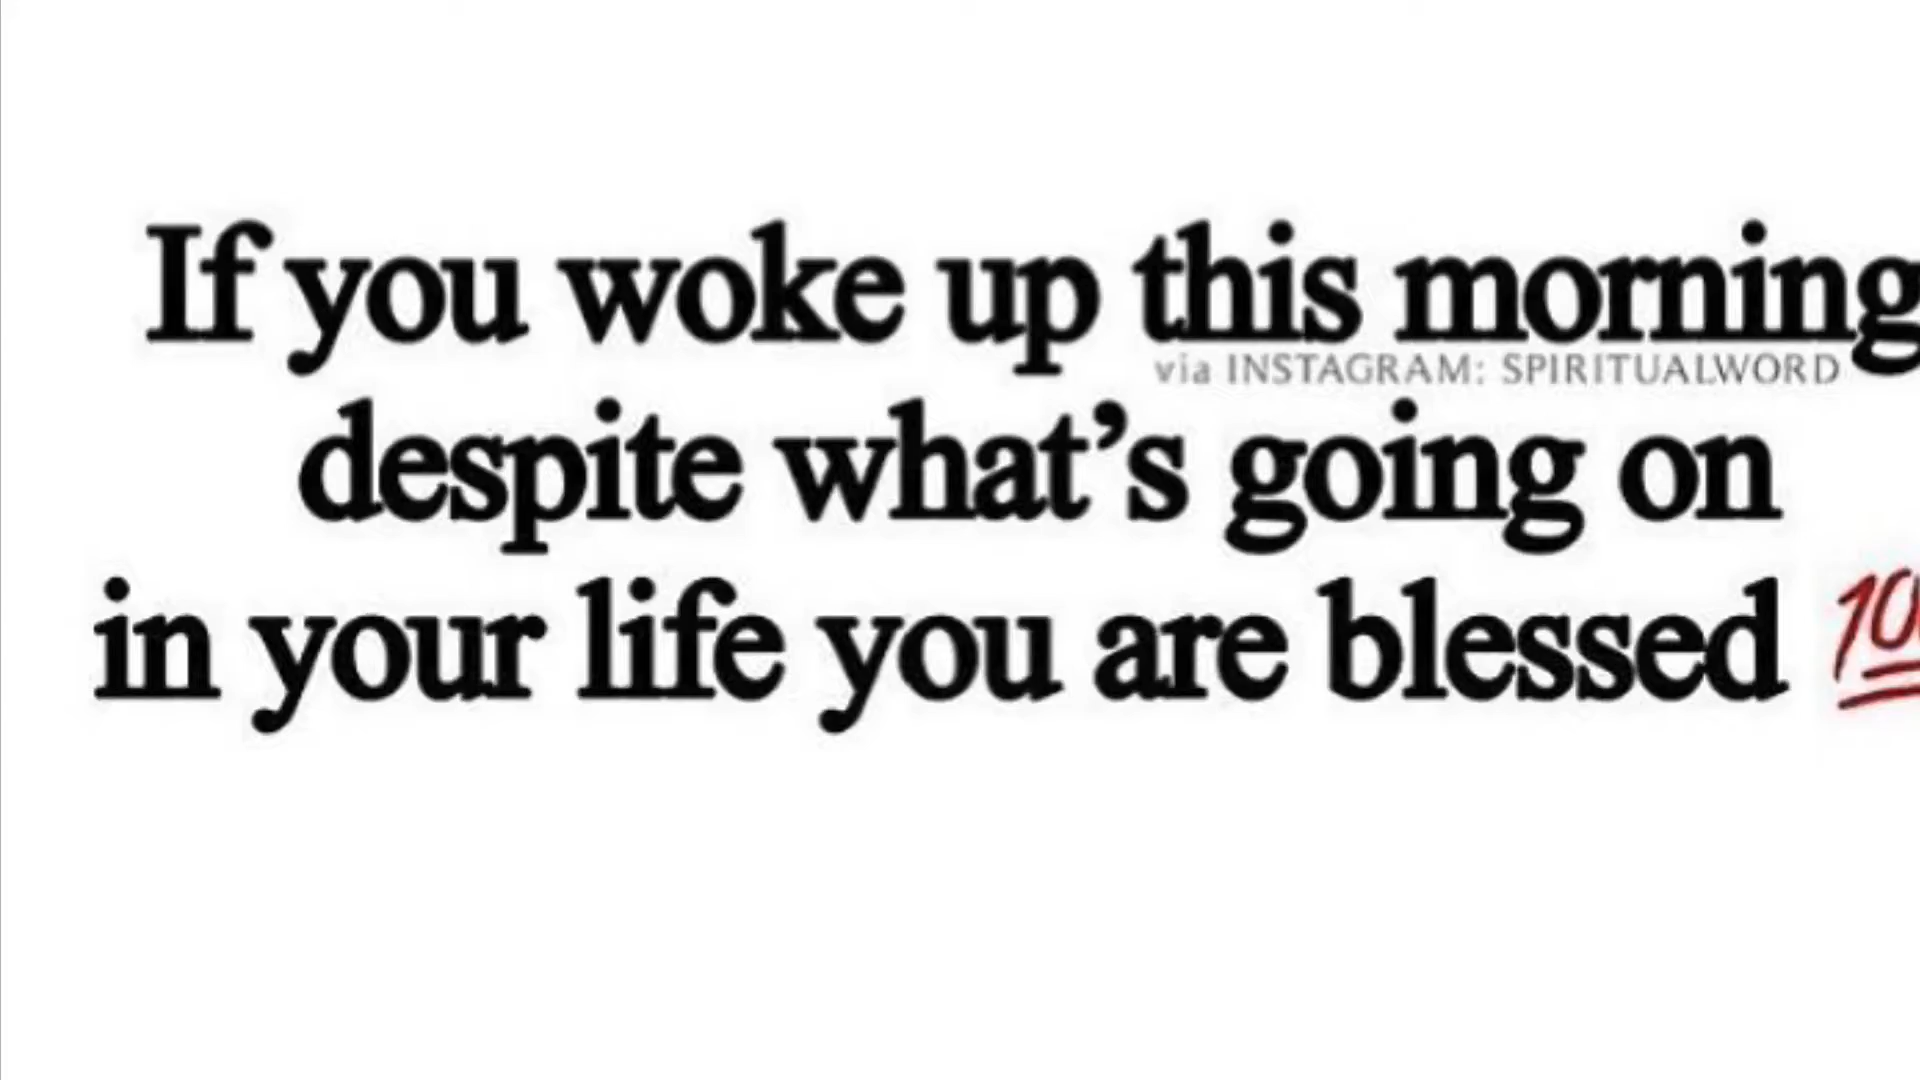 If you woke up this morning
via INSTAGRAM: SPIRITUALWORD
despite what's going on
in your life you are blessed 💯